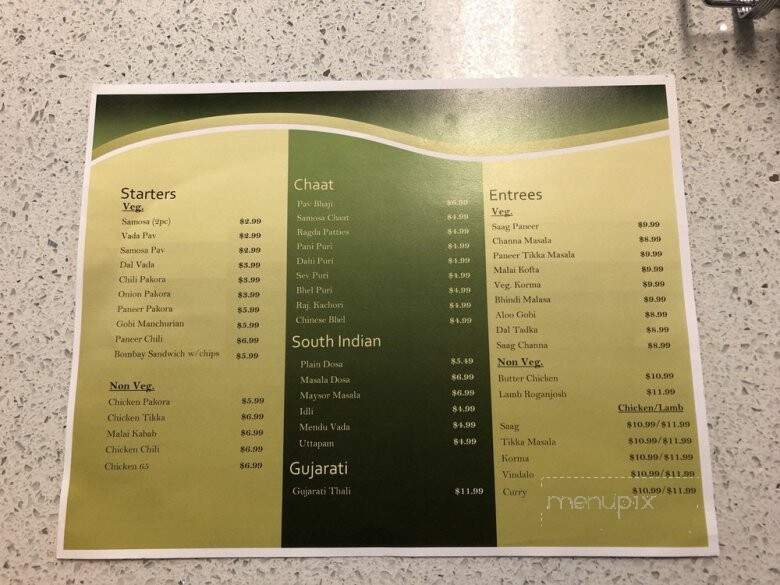 Starters
Veg.
Samosa (2pc) $2.99
Vada Pav $2.99
Samosa Pav $2.99
Dal Vada $3.99
Chili Pakora $3.99
Onion Pakora $3.99
Paneer Pakora $5.99
Gobi Manchurian $5.99
Paneer Chili $6.99
Bombay Sandwich w/chips $5.99
Non Veg.
Chicken Pakora $5.99
Chicken Tikka $6.99
Malai Kabab $6.99
Chicken Chili $6.99
Chicken 65 $6.99
Chaat
Pav Bhaji $6.99
Samosa Chaat $4.99
Ragda Patties $4.99
Pani Puri $4.99
Dahi Puri $4.99
Sev Puri $4.99
Bhel Puri $4.99
Raj. Kachori $4.99
Chinese Bhel $4.99
South Indian
Plain Dosa $5.49
Masala Dosa $6.99
Maysor Masala $6.99
Idli $4.99
Mendu Vada $4.99
Uttapam $4.99
Gujarati
Gujarati Thali $11.99
Entrees
Veg.
Saag Paneer $9.99
Channa Masala $8.99
Paneer Tikka Masala $9.99
Malai Kofta $9.99
Veg. Korma $9.99
Bhindi Malasa $9.99
Aloo Gobi $8.99
Dal Tadka $8.99
Saag Channa $8.99
Non Veg.
Butter Chicken $10.99
Lamb Roganjosh $11.99
Chicken/Lamb
Saag $10.99/$11.99
Tikka Masala $10.99/$11.99
Korma $10.99/$11.99
Vindalo $10.99/$11.99
Curry $10.99/$11.99
menupix